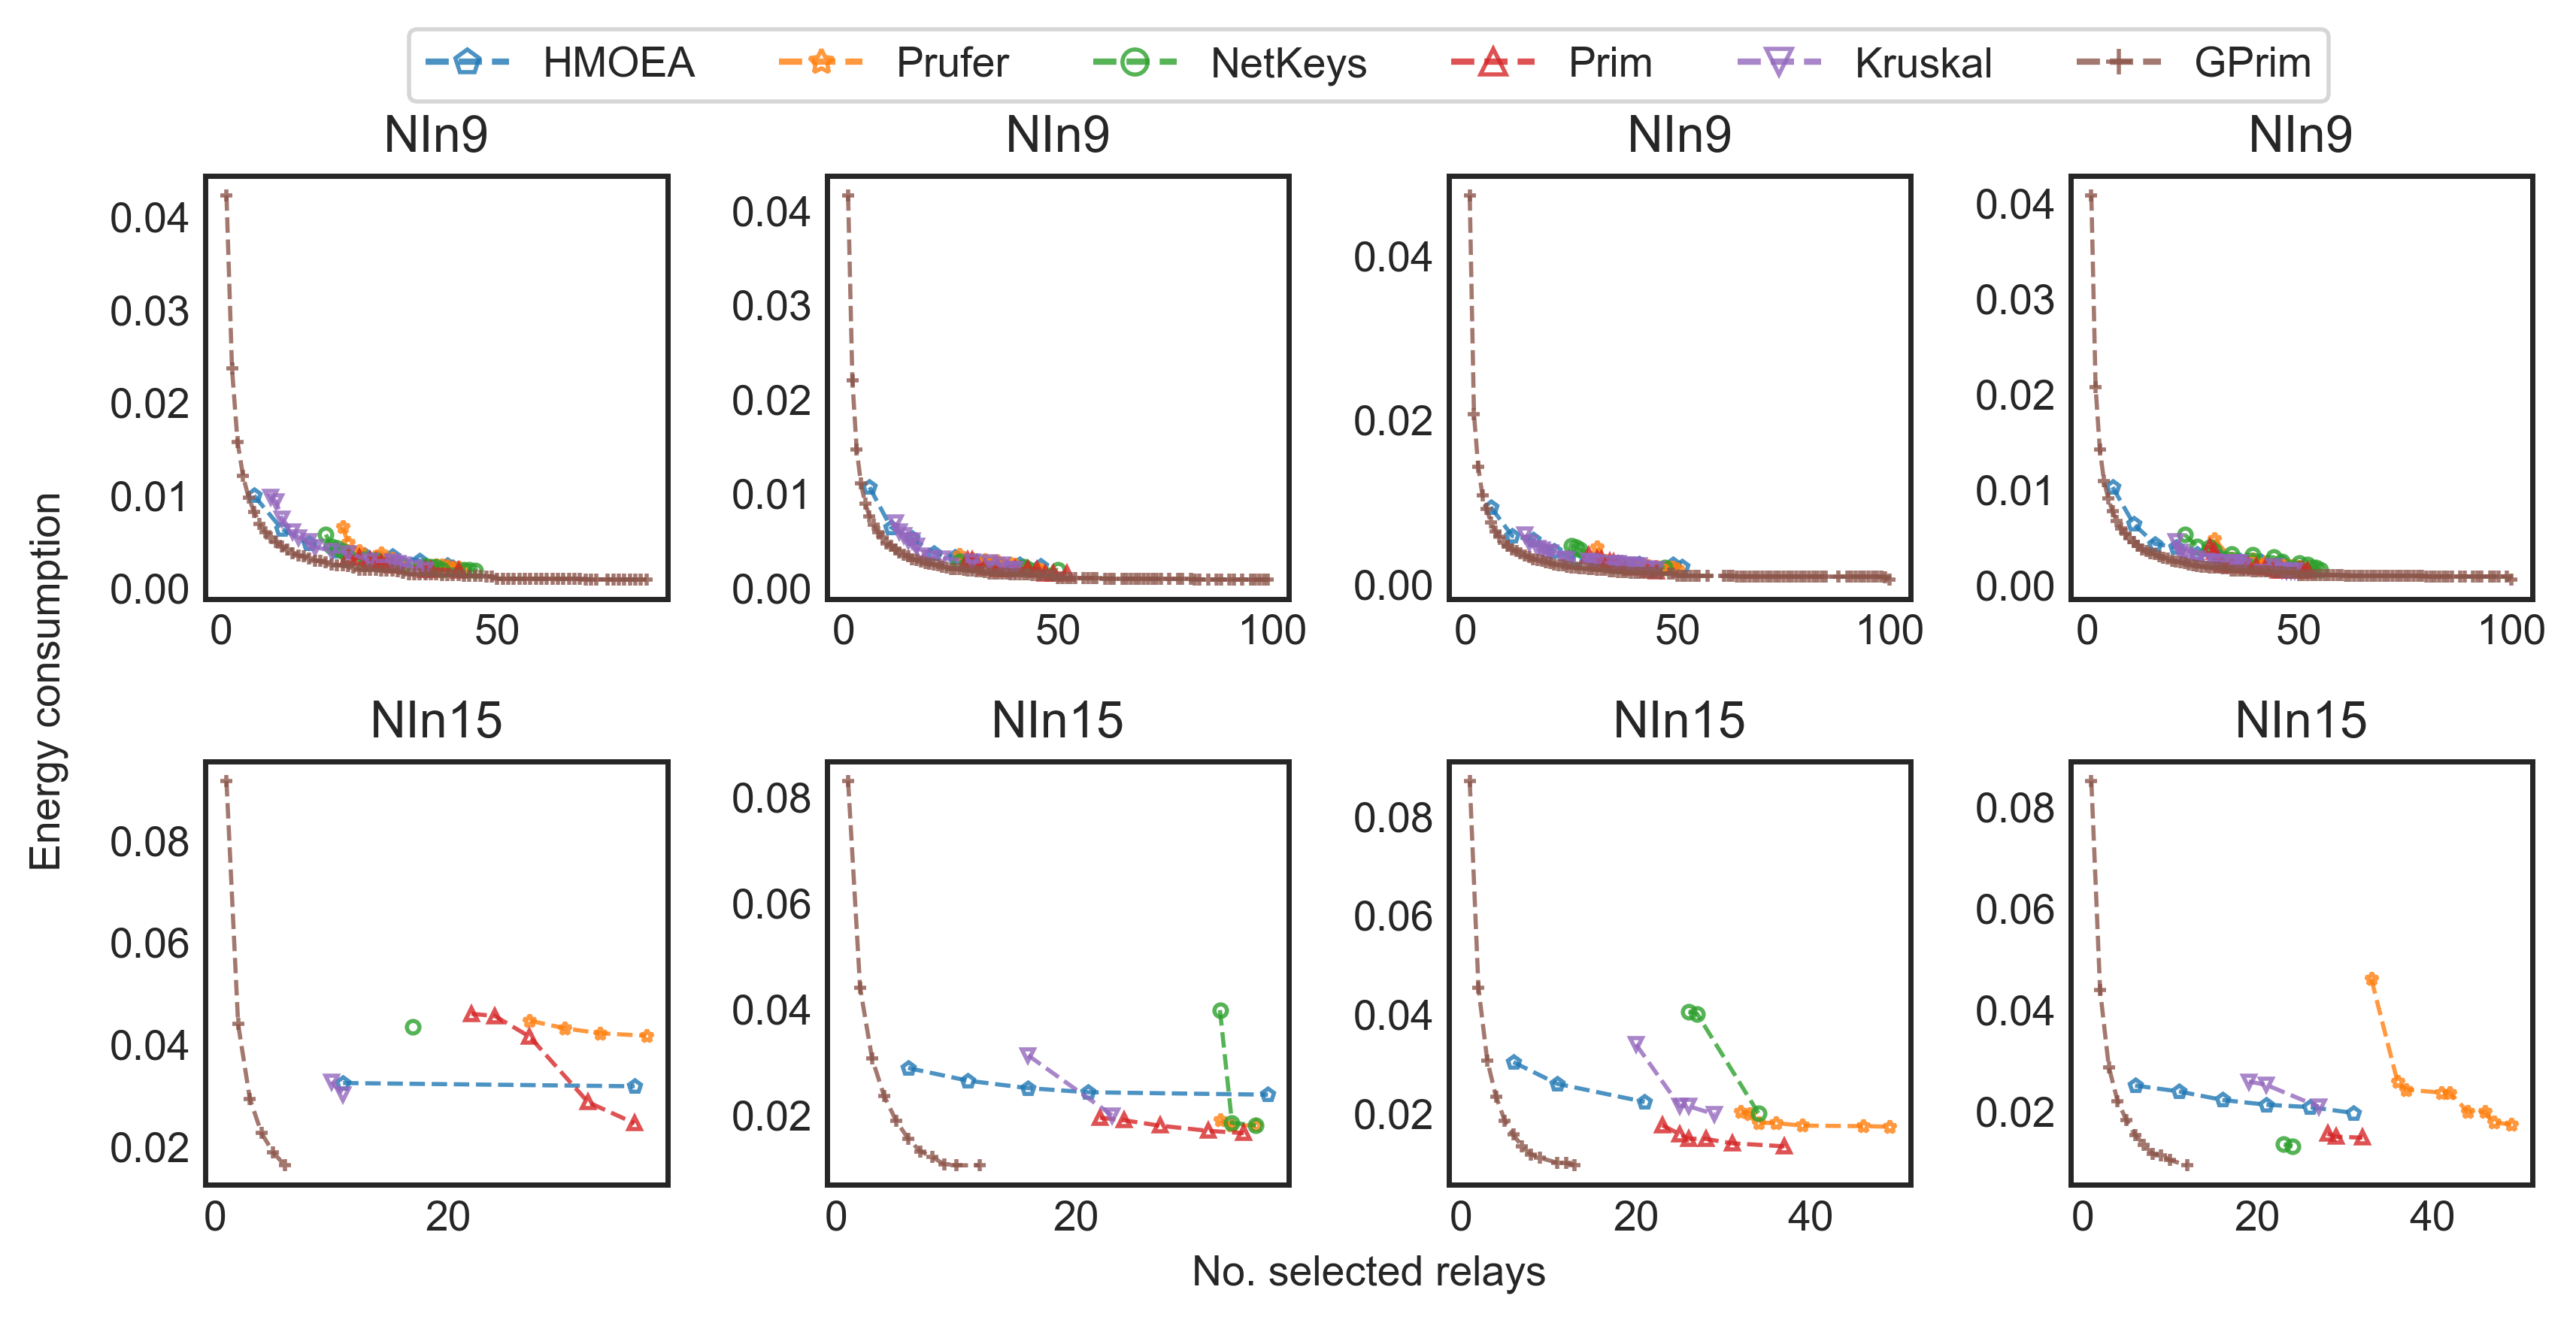 HMOEA Prufer NetKeys Prim Kruskal GPrim
NIn9 NIn9 NIn9 NIn9
0.04 0.03 0.02 0.01 0.00
0 50
0.04 0.03 0.02 0.01 0.00
0 50 100
0.04 0.02 0.00
0 50 100
0.04 0.03 0.02 0.01 0.00
0 50 100
Energy consumption
NIn15 NIn15 NIn15 NIn15
0.08 0.06 0.04 0.02
0 20
0.08 0.06 0.04 0.02
0 20
0.08 0.06 0.04 0.02
0 20 40
0.08 0.06 0.04 0.02
0 20 40
No. selected relays